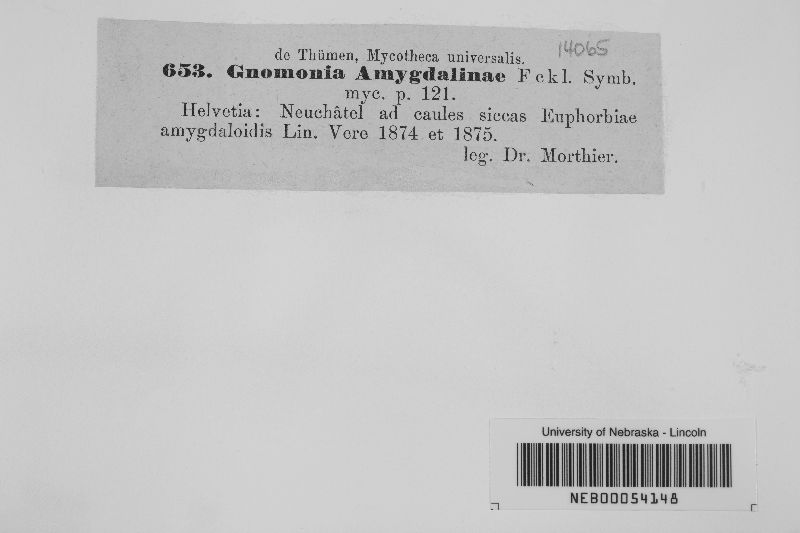 14065
de Thümen, Mycotheca universalis.
653. Gnomonia Amygdalinae Fckl. Symb.
myc. p. 121.
Helvetia: Neuchâtel ad caules siccas Euphorbiae
amygdaloidis Lin. Vere 1874 et 1875.
leg. Dr. Morthier.
University of Nebraska - Lincoln
NEB00054148